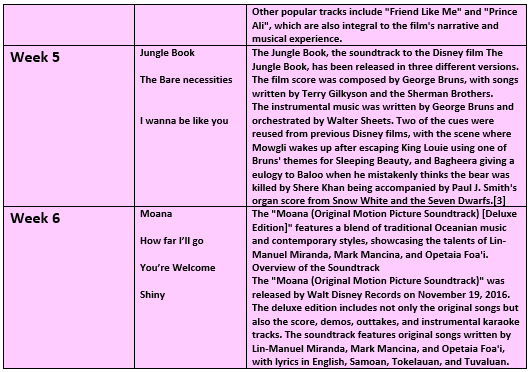 Other popular tracks include "Friend Like Me" and "Prince
Ali", which are also integral to the film's narrative and
musical experience.
Week 5
Jungle Book
The Bare necessities
I wanna be like you
The Jungle Book, the soundtrack to the Disney film The
Jungle Book, has been released in three different versions.
The film score was composed by George Bruns, with songs
written by Terry Gilkyson and the Sherman Brothers.
The instrumental music was written by George Bruns and
orchestrated by Walter Sheets. Two of the cues were
reused from previous Disney films, with the scene where
Mowgli wakes up after escaping King Louie using one of
Bruns' themes for Sleeping Beauty, and Bagheera giving a
eulogy to Baloo when he mistakenly thinks the bear was
killed by Shere Khan being accompanied by Paul J. Smith's
organ score from Snow White and the Seven Dwarfs.[3]
Week 6
Moana
How far I'll go
You're Welcome
Shiny
The "Moana (Original Motion Picture Soundtrack) [Deluxe
Edition]" features a blend of traditional Oceanian music
and contemporary styles, showcasing the talents of Lin-
Manuel Miranda, Mark Mancina, and Opetaia Foa'i.
Overview of the Soundtrack
The "Moana (Original Motion Picture Soundtrack)" was
released by Walt Disney Records on November 19, 2016.
The deluxe edition includes not only the original songs but
also the score, demos, outtakes, and instrumental karaoke
tracks. The soundtrack features original songs written by
Lin-Manuel Miranda, Mark Mancina, and Opetaia Foa'i,
with lyrics in English, Samoan, Tokelauan, and Tuvaluan.